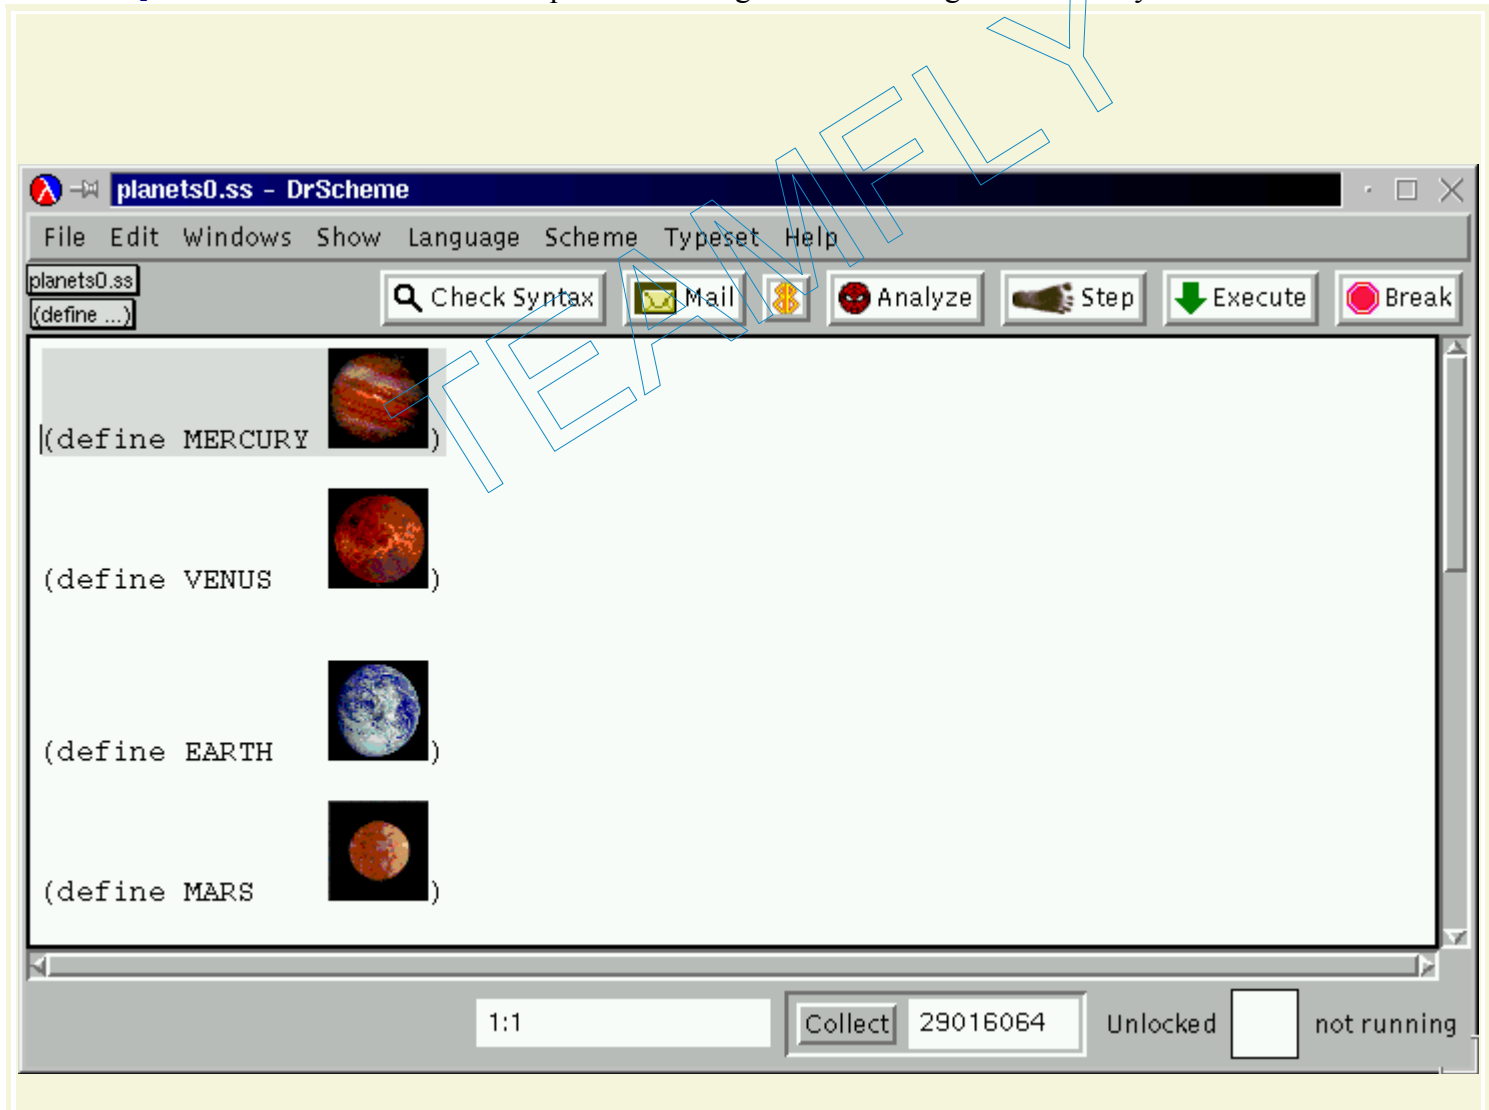 TEAMFLY
planets0.ss - DrScheme
File Edit Windows Show Language Scheme Typeset Help
planets0.ss
(define ...)
Check Syntax Mail Analyze Step Execute Break
(define MERCURY )
(define VENUS )
(define EARTH )
(define MARS )
1:1 Collect 29016064 Unlocked not running